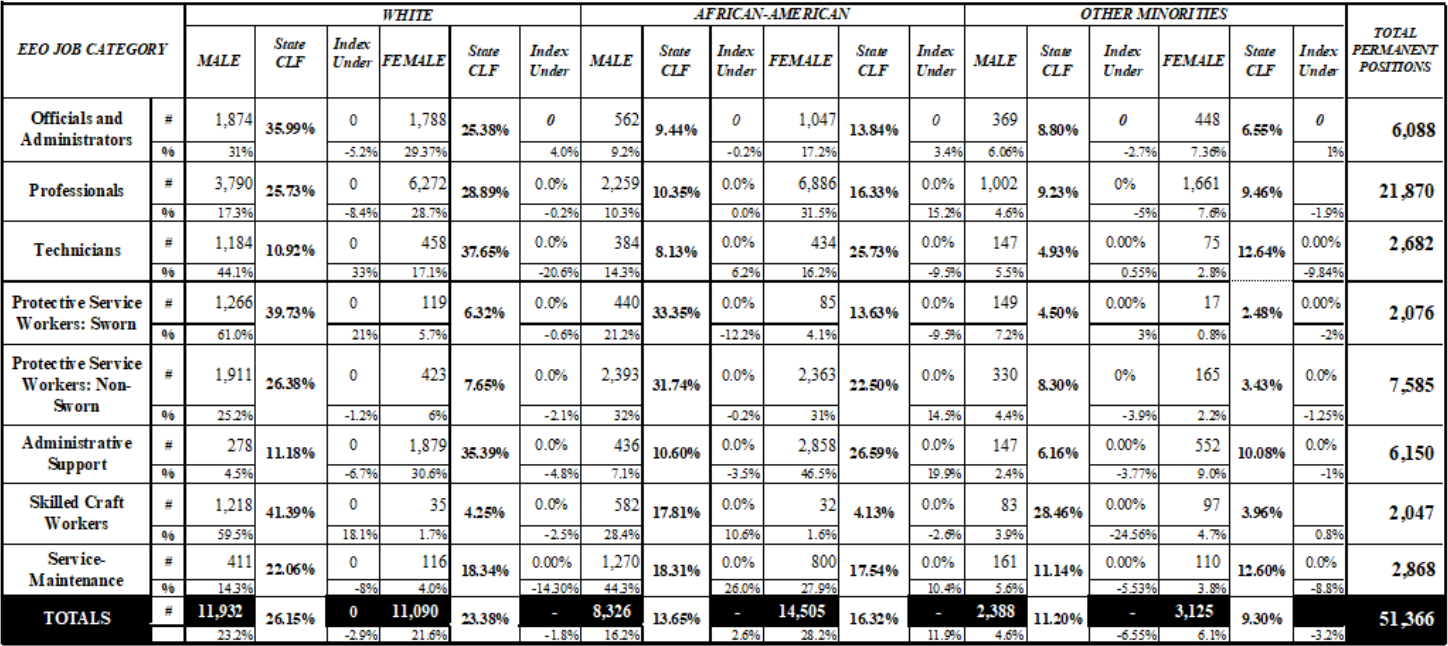 WHITE AFRICAN-AMERICAN OTHER MINORITIES
EEO JOB CATEGORY MALE State CLF Index Under FEMALE State CLF Index Under MALE State CLF Index Under FEMALE State CLF Index Under MALE State CLF Index Under FEMALE State CLF Index Under TOTAL PERMANENT POSITIONS
Officials and Administrators # 1,874 35.99% 0 1,788 25.38% 0 562 9.44% 0 1,047 13.84% 0 369 8.80% 0 448 6.55% 0 6,088
% 31% -5.2% 29.37% 4.0% 9.2% -0.2% 17.2% 3.4% 6.06% -2.7% 7.36% 1%
Professionals # 3,790 25.73% 0 6,272 28.89% 0.0% 2,259 10.35% 0.0% 6,886 16.33% 0.0% 1,002 9.23% 0% 1,661 9.46% 21,870
% 17.3% -8.4% 28.7% -0.2% 10.3% 0.0% 31.5% 15.2% 4.6% -5% 7.6% -1.9%
Technicians # 1,184 10.92% 0 458 37.65% 0.0% 384 8.13% 0.0% 434 25.73% 0.0% 147 4.93% 0.00% 75 12.64% 0.00% 2,682
% 44.1% 33% 17.1% -20.6% 14.3% 6.2% 16.2% -9.5% 5.5% 0.55% 2.8% -9.84%
Protective Service Workers: Sworn # 1,266 39.73% 0 119 6.32% 0.0% 440 33.35% 0.0% 85 13.63% 0.0% 149 4.50% 0.00% 17 2.48% 0.00% 2,076
% 61.0% 21% 5.7% -0.6% 21.2% -12.2% 4.1% -9.5% 7.2% 3% 0.8% -2%
Protective Service Workers: Non-Sworn # 1,911 26.38% 0 423 7.65% 0.0% 2,393 31.74% 0.0% 2,363 22.50% 0.0% 330 8.30% 0% 165 3.43% 0.0% 7,585
% 25.2% -1.2% 6% -2.1% 32% -0.2% 31% 14.5% 4.4% -3.9% 2.2% -1.25%
Administrative Support # 278 11.18% 0 1,879 35.39% 0.0% 436 10.60% 0.0% 2,858 26.59% 0.0% 147 6.16% 0.00% 552 10.08% 0.0% 6,150
% 4.5% -6.7% 30.6% -4.8% 7.1% -3.5% 46.5% 19.9% 2.4% -3.77% 9.0% -1%
Skilled Craft Workers # 1,218 41.39% 0 35 4.25% 0.0% 582 17.81% 0.0% 32 4.13% 0.0% 83 28.46% 0.00% 97 3.96% 2,047
% 59.5% 18.1% 1.7% -2.5% 28.4% 10.6% 1.6% -2.6% 3.9% -24.56% 4.7% 0.8%
Service-Maintenance # 411 22.06% 0 116 18.34% 0.00% 1,270 18.31% 0.0% 800 17.54% 0.0% 161 11.14% 0.00% 110 12.60% 0.0% 2,868
% 14.3% -8% 4.0% -14.30% 44.3% 26.0% 27.9% 10.4% 5.6% -5.53% 3.8% -8.8%
TOTALS # 11,932 26.15% 0 11,090 23.38% - 8,326 13.65% - 14,505 16.32% - 2,388 11.20% - 3,125 9.30% - 51,366
23.2% -2.9% 21.6% -1.8% 16.2% 2.6% 28.2% 11.9% 4.6% -6.55% 6.1% -3.2%